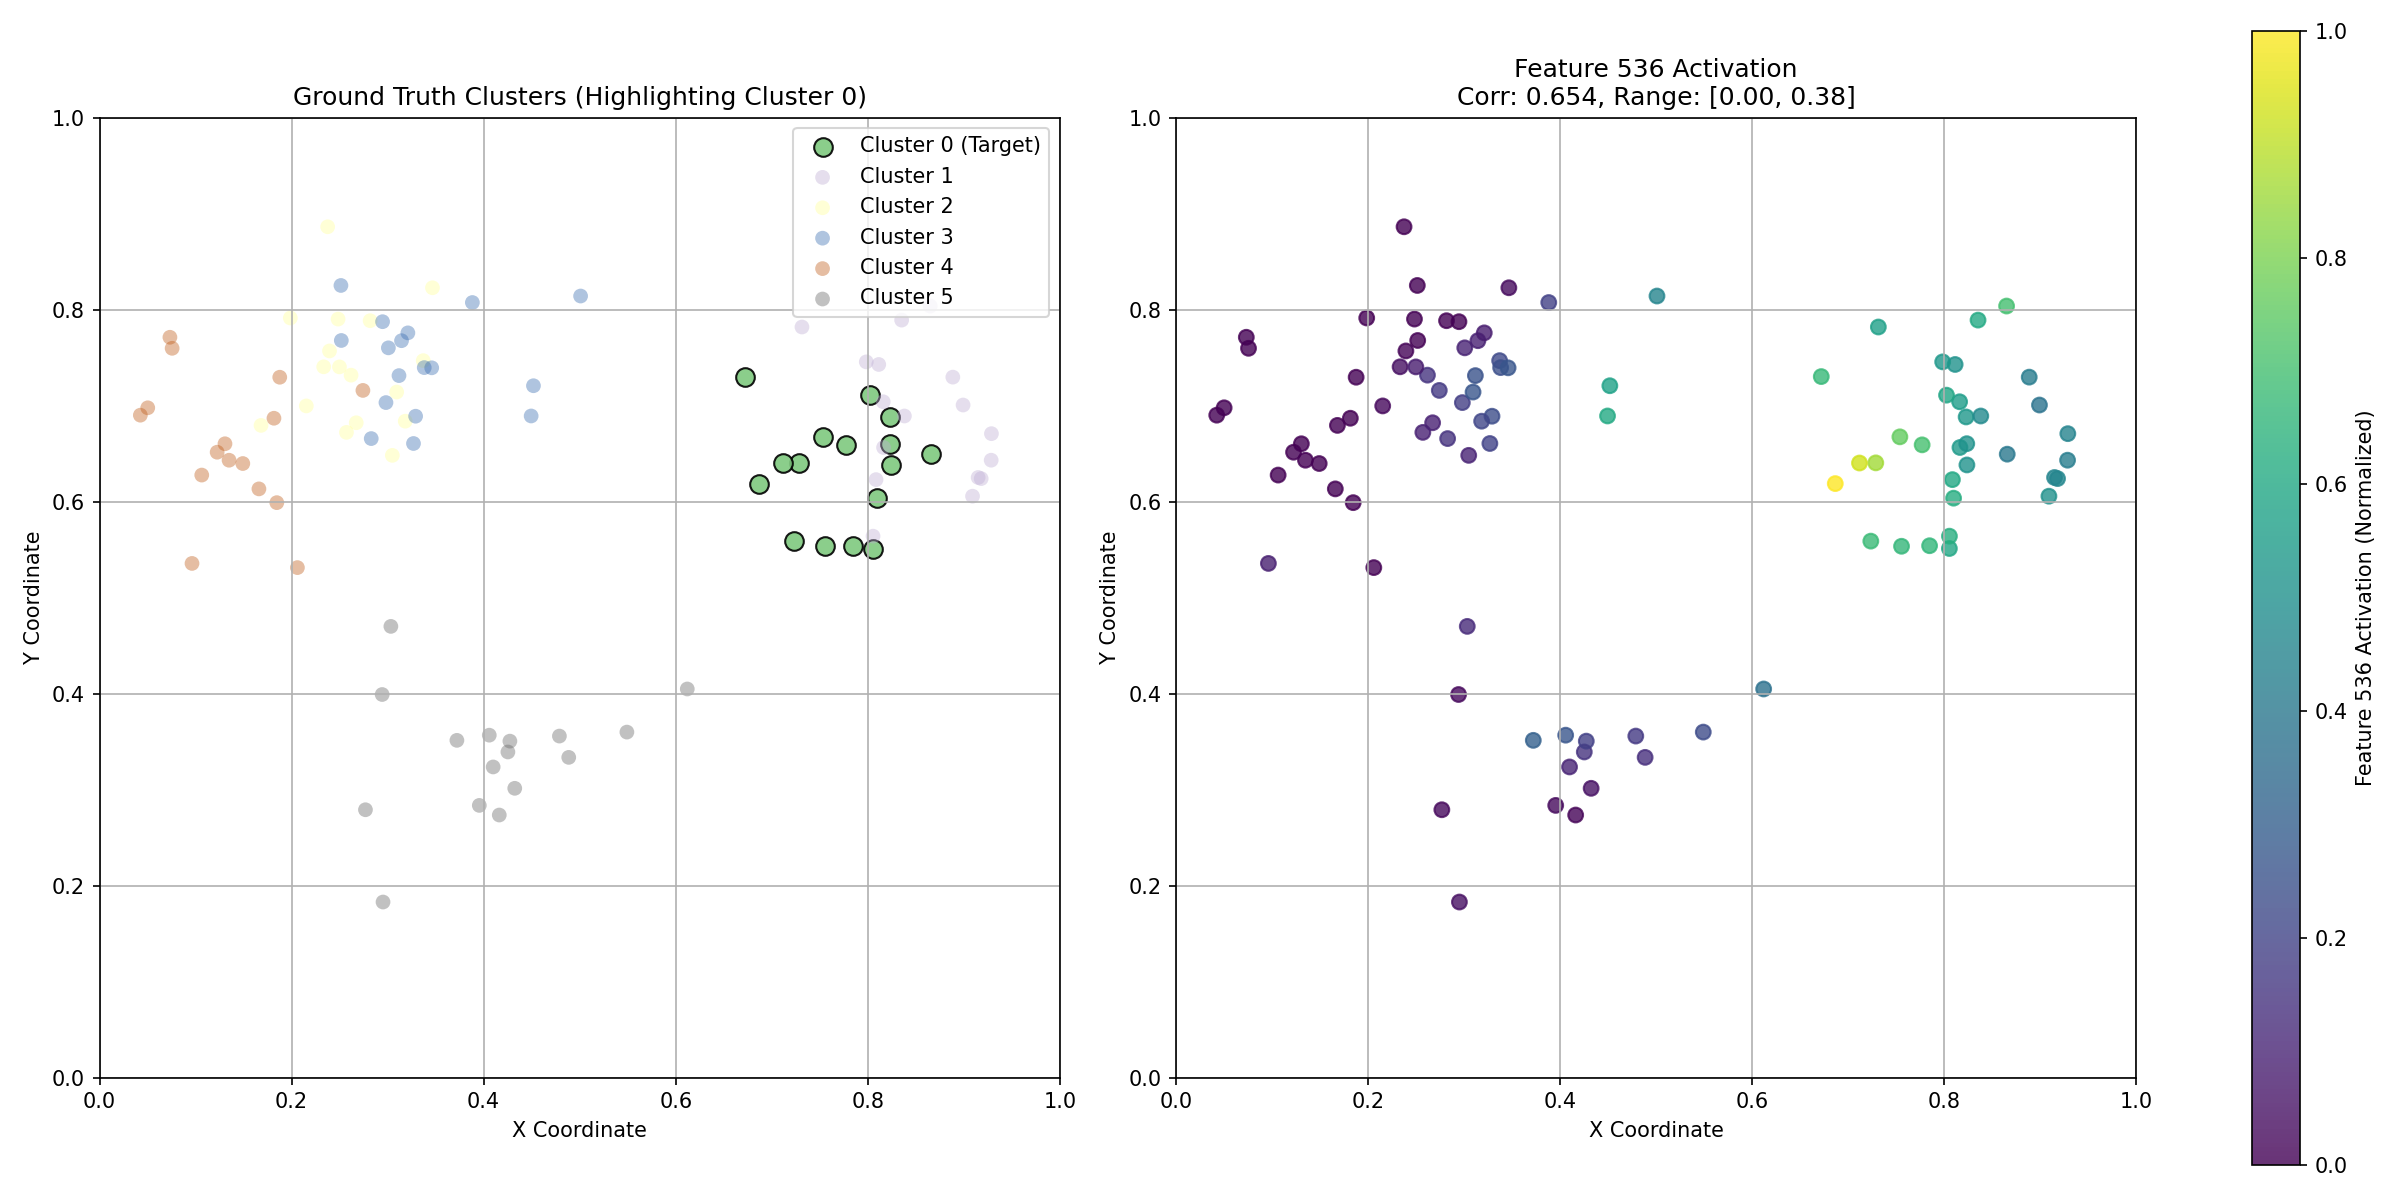 Ground Truth Clusters (Highlighting Cluster 0)
1.0
0.8
0.6
0.4
0.2
0.0
Y Coordinate
0.0 0.2 0.4 0.6 0.8 1.0
X Coordinate
Cluster 0 (Target)
Cluster 1
Cluster 2
Cluster 3
Cluster 4
Cluster 5
Feature 536 Activation
Corr: 0.654, Range: [0.00, 0.38]
1.0
0.8
0.6
0.4
0.2
0.0
Y Coordinate
0.0 0.2 0.4 0.6 0.8 1.0
X Coordinate
1.0
0.8
0.6
0.4
0.2
0.0
Feature 536 Activation (Normalized)